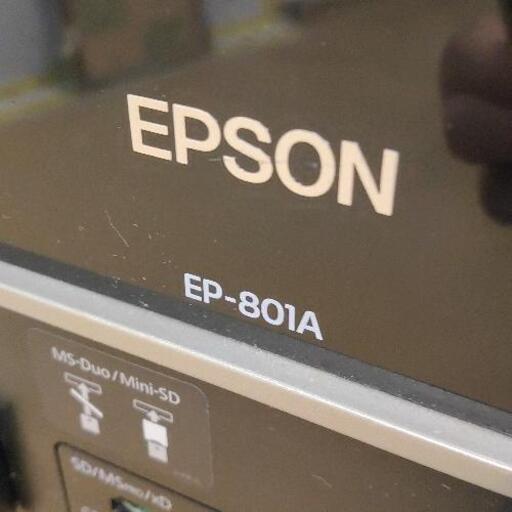 EPSON
EP-801A
MS-Duo/Mini-SD
SD/MSPRO/xD